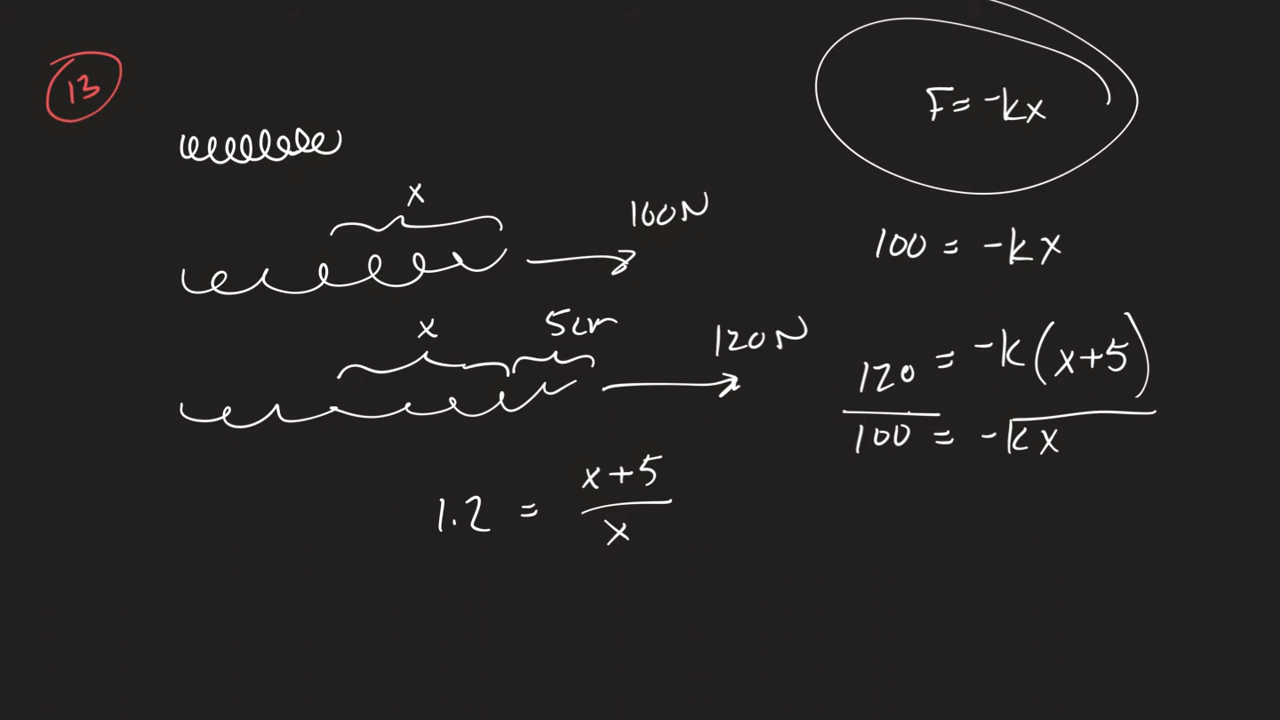 13
F = -kx
x
100N
100 = -kx
x 5cm
120N
120 = -k(x+5)
100 = -kx
1.2 = x+5
x